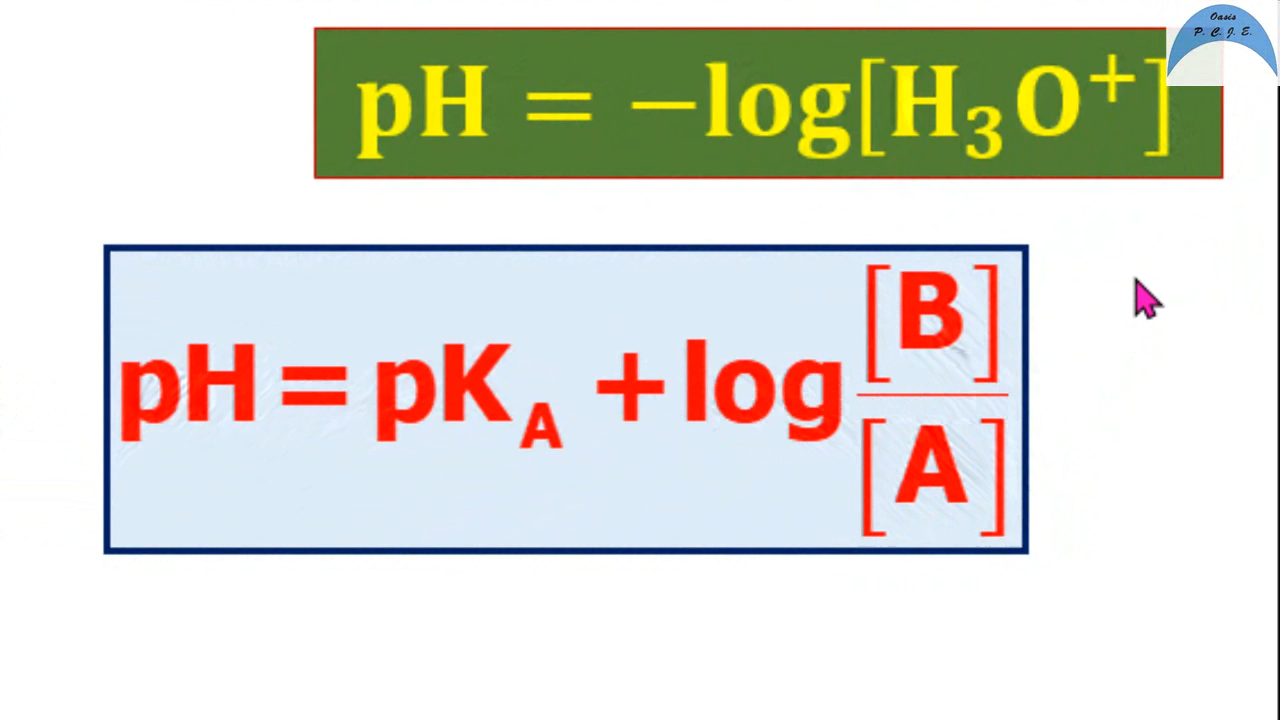 Oasis
P. C. J. E.
pH = −log[H₃O⁺]
pH = pK_A + log [B]/[A]